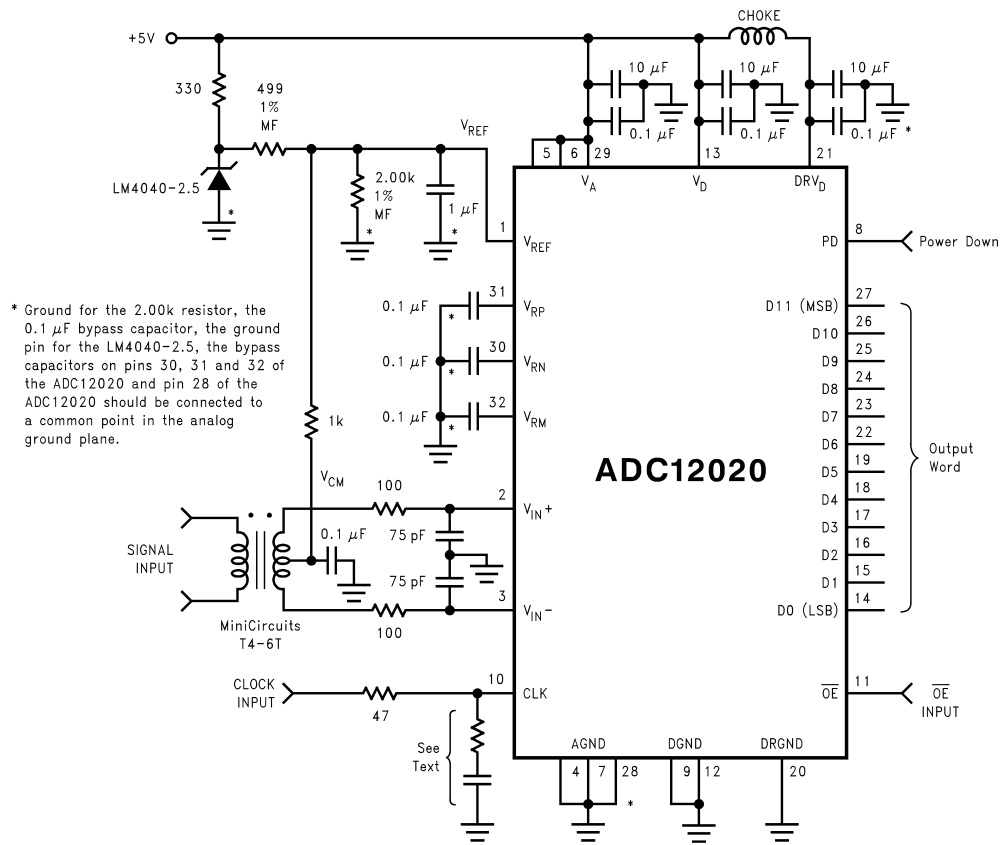 CHOKE
+5V
10 µF
10 µF
10 µF
330
499
1%
MF
0.1 µF
0.1 µF
0.1 µF *
V_REF
5 6 29
13
21
V_A
V_D
DRV_D
LM4040-2.5
*
2.00k
1%
MF
*
1 µF
*
1
V_REF
8
PD
Power Down
* Ground for the 2.00k resistor, the
0.1 µF bypass capacitor, the ground
pin for the LM4040-2.5, the bypass
capacitors on pins 30, 31 and 32 of
the ADC12020 and pin 28 of the
ADC12020 should be connected to
a common point in the analog
ground plane.
0.1 µF
*
31
V_RP
0.1 µF
*
30
V_RN
0.1 µF
*
32
V_RM
27
D11 (MSB)
26
D10
25
D9
24
D8
23
D7
22
D6
19
D5
18
D4
17
D3
16
D2
15
D1
14
D0 (LSB)
Output
Word
ADC12020
1k
V_CM
100
2
V_IN+
75 pF
0.1 µF
SIGNAL
INPUT
75 pF
3
V_IN−
100
MiniCircuits
T4-6T
CLOCK
INPUT
47
10
CLK
11
O̅E̅
O̅E̅
INPUT
See
Text
AGND
DGND
DRGND
4 7 28
*
9 12
20